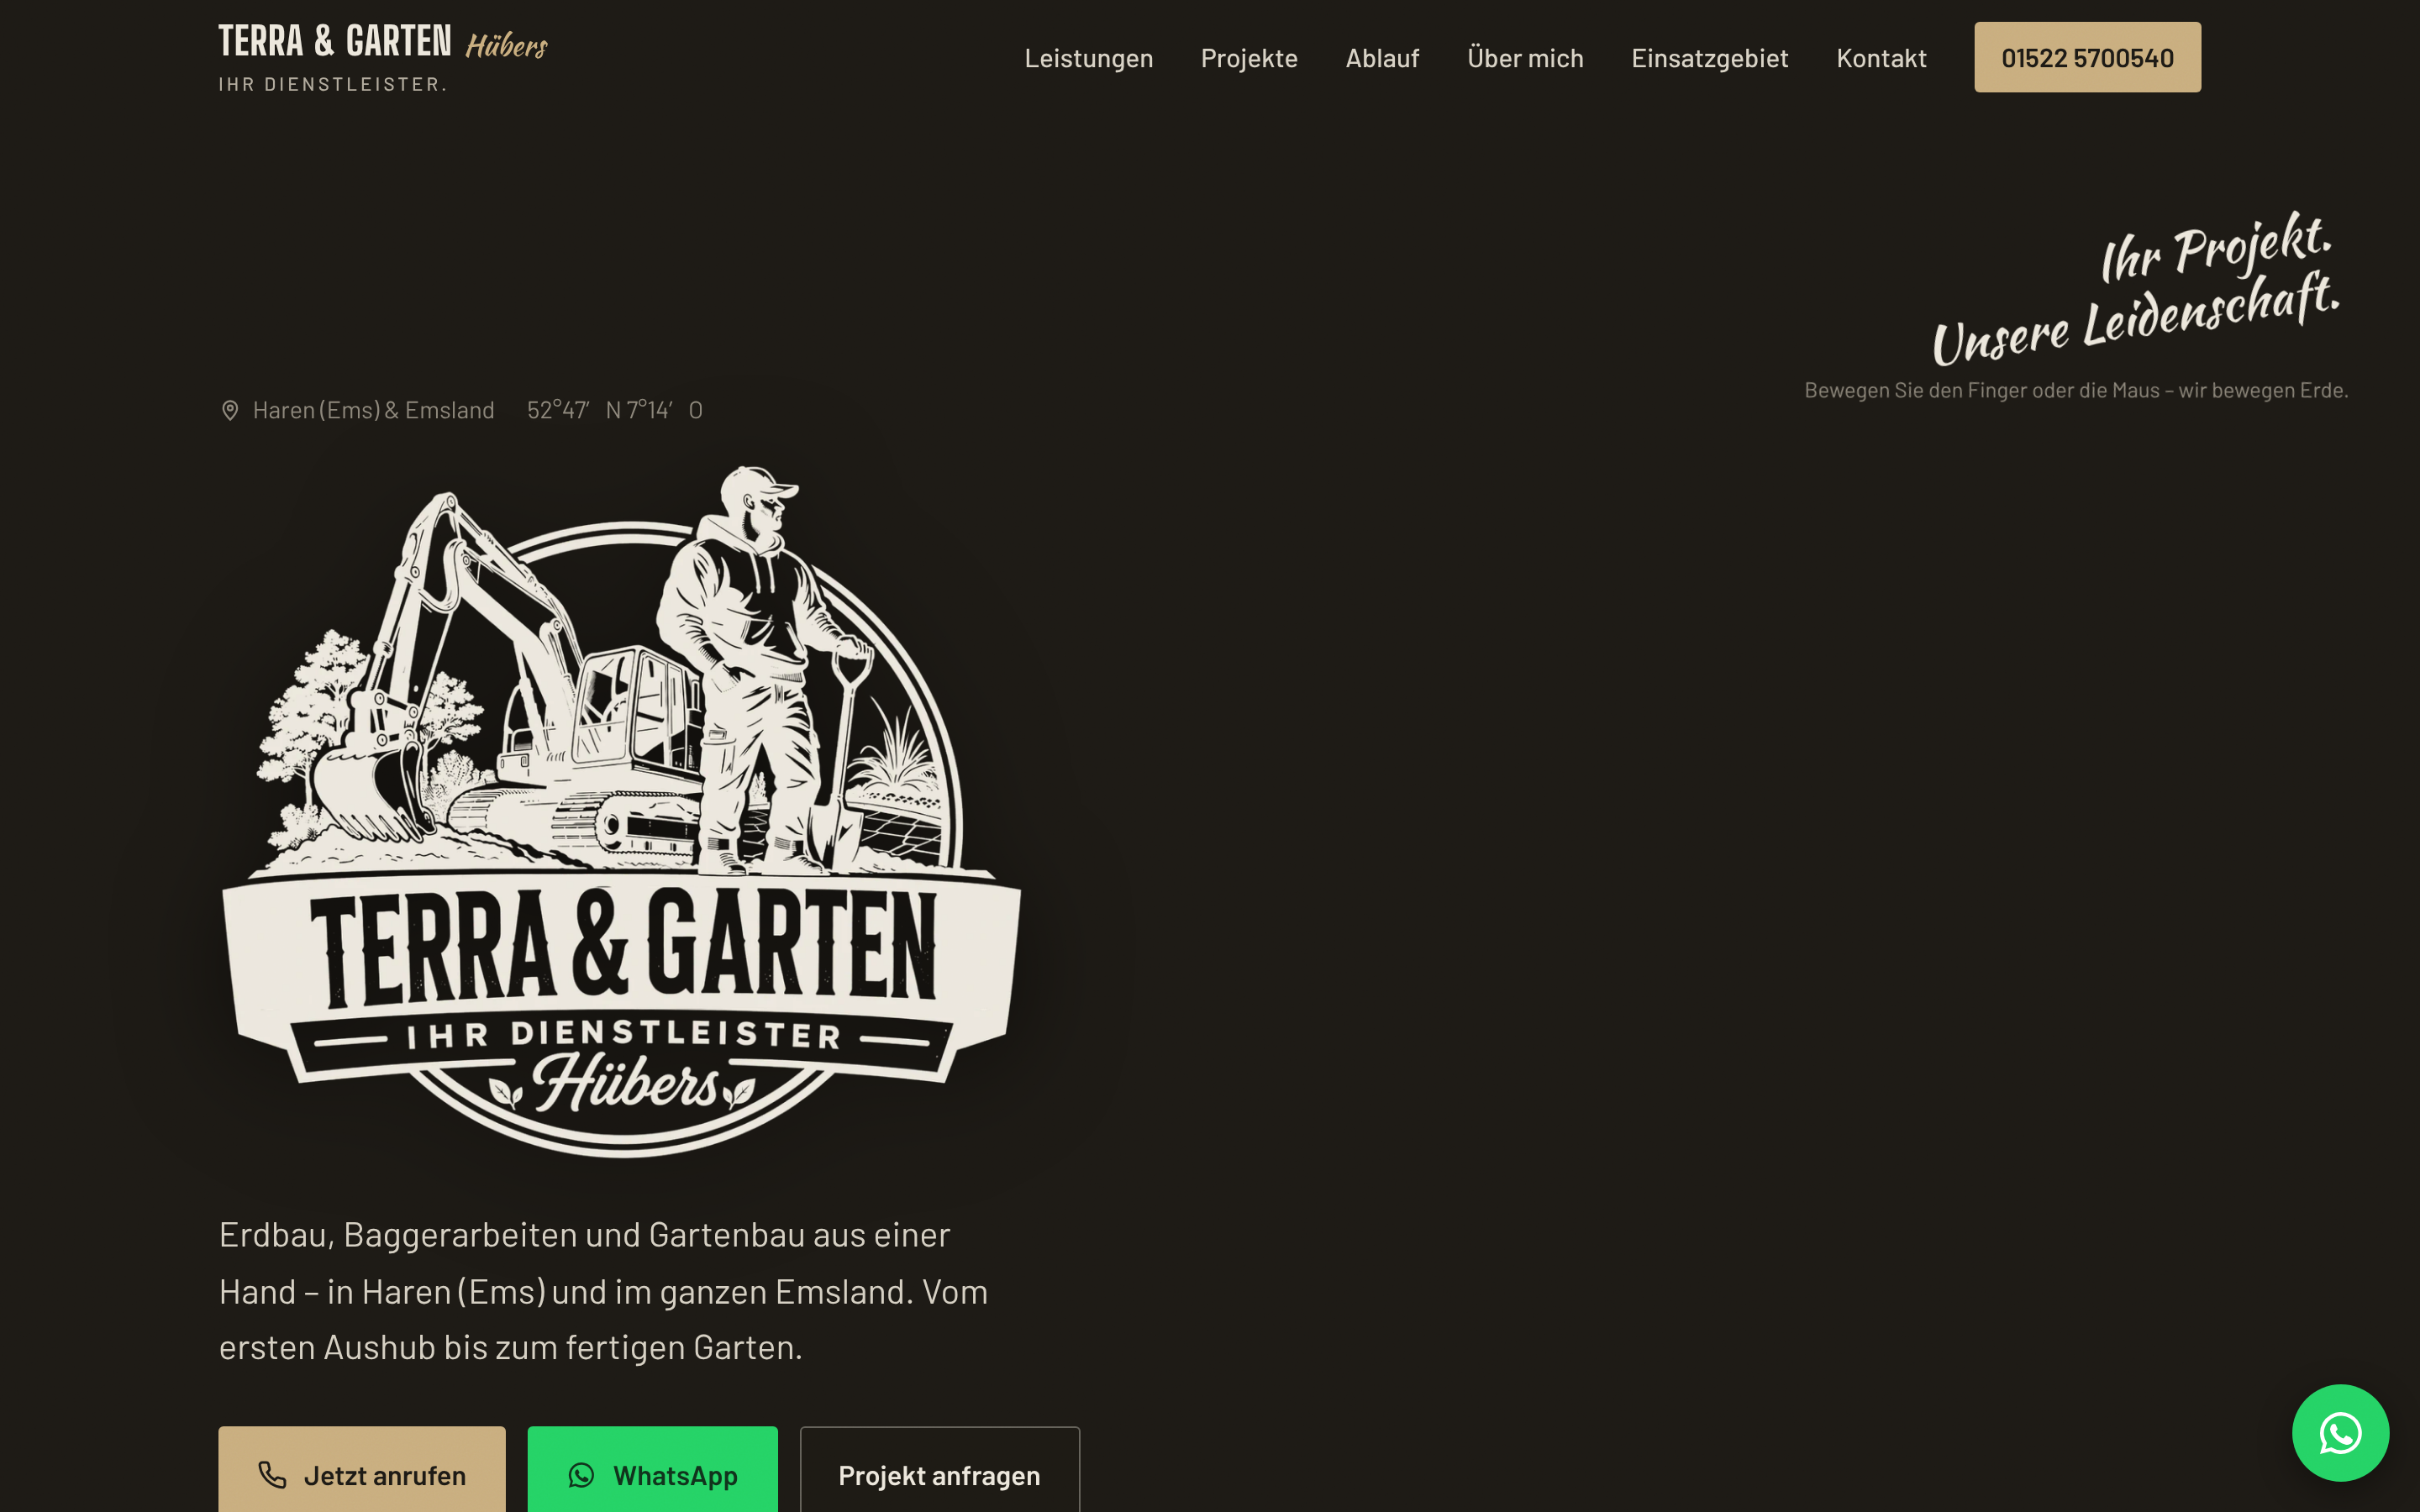 TERRA & GARTEN Hübers
IHR DIENSTLEISTER.
Leistungen Projekte Ablauf Über mich Einsatzgebiet Kontakt 01522 5700540
Ihr Projekt.
Unsere Leidenschaft.
Bewegen Sie den Finger oder die Maus – wir bewegen Erde.
Haren (Ems) & Emsland 52°47′ N 7°14′ O
TERRA & GARTEN
IHR DIENSTLEISTER
Hübers
Erdbau, Baggerarbeiten und Gartenbau aus einer
Hand – in Haren (Ems) und im ganzen Emsland. Vom
ersten Aushub bis zum fertigen Garten.
Jetzt anrufen WhatsApp Projekt anfragen